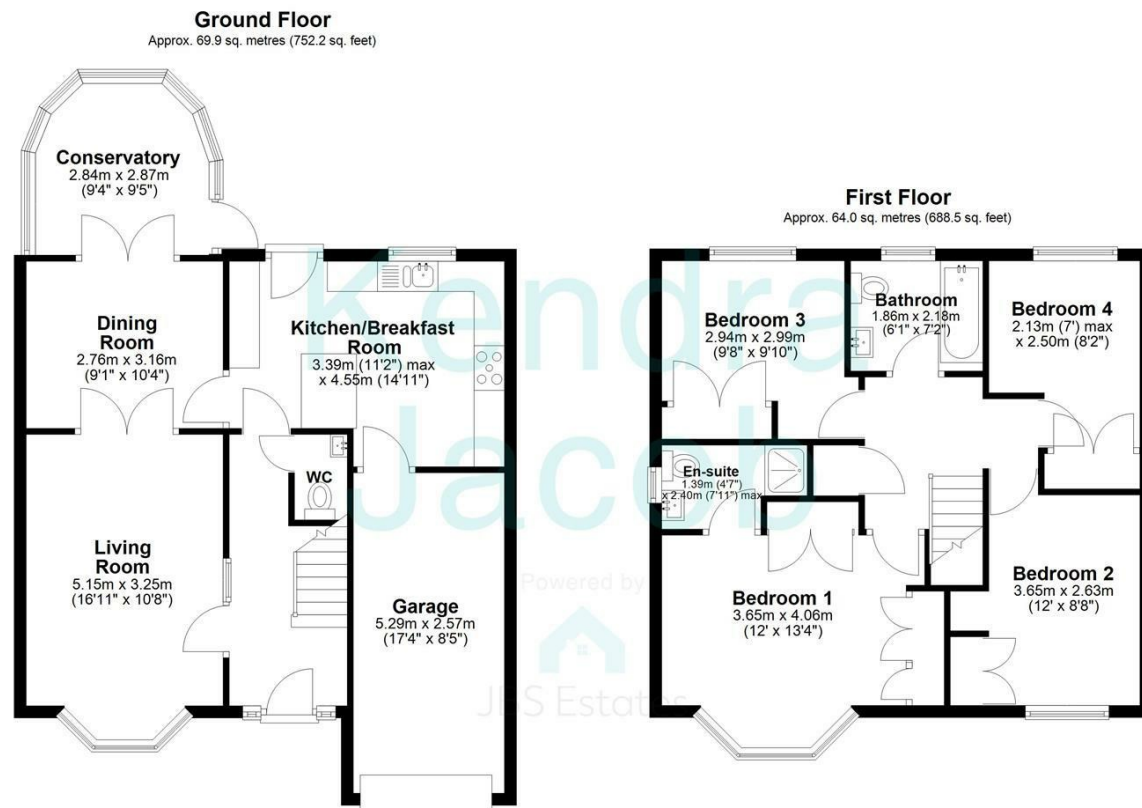 Ground Floor
Approx. 69.9 sq. metres (752.2 sq. feet)
Conservatory
2.84m x 2.87m
(9'4" x 9'5")
Dining
Room
2.76m x 3.16m
(9'1" x 10'4")
Kitchen/Breakfast
Room
3.39m (11'2") max
x 4.55m (14'11")
WC
Living
Room
5.15m x 3.25m
(16'11" x 10'8")
Garage
5.29m x 2.57m
(17'4" x 8'5")
First Floor
Approx. 64.0 sq. metres (688.5 sq. feet)
Bedroom 3
2.94m x 2.99m
(9'8" x 9'10")
Bathroom
1.86m x 2.18m
(6'1" x 7'2")
Bedroom 4
2.13m (7') max
x 2.50m (8'2")
En-suite
1.39m (4'7")
x 2.40m (7'11") max
Bedroom 1
3.65m x 4.06m
(12' x 13'4")
Bedroom 2
3.65m x 2.63m
(12' x 8'8")
Kendra
Jacob
Powered by
JBS Estates